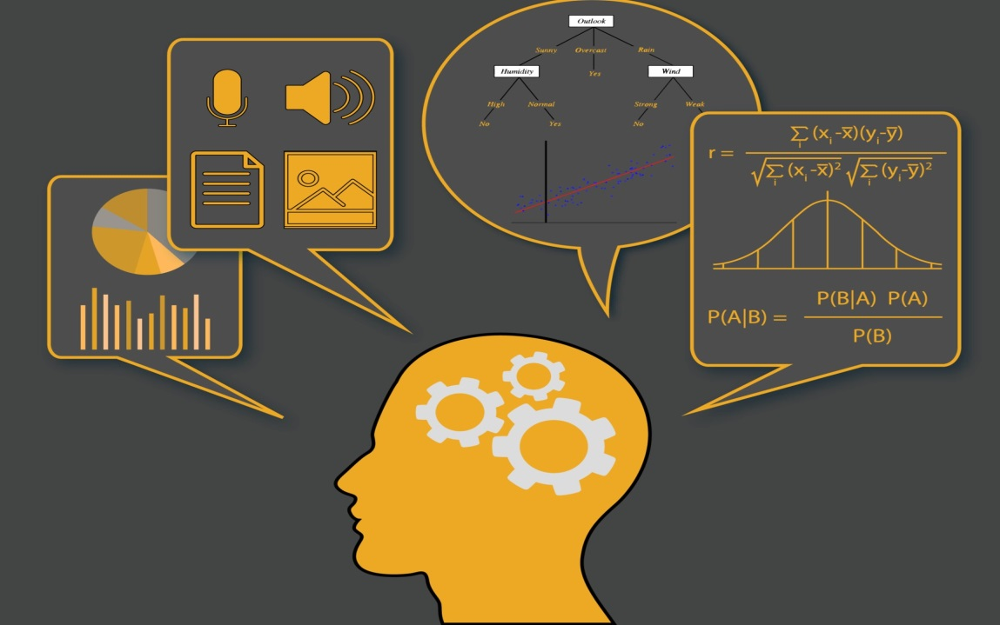 Outlook
Sunny Overcast Rain
Humidity Yes Wind
High Normal Strong Weak
No Yes No
r = ∑i (xi-x̅)(yi-y̅) / √∑i (xi-x̅)² √∑i (yi-y̅)²
P(A|B) = P(B|A) P(A) / P(B)